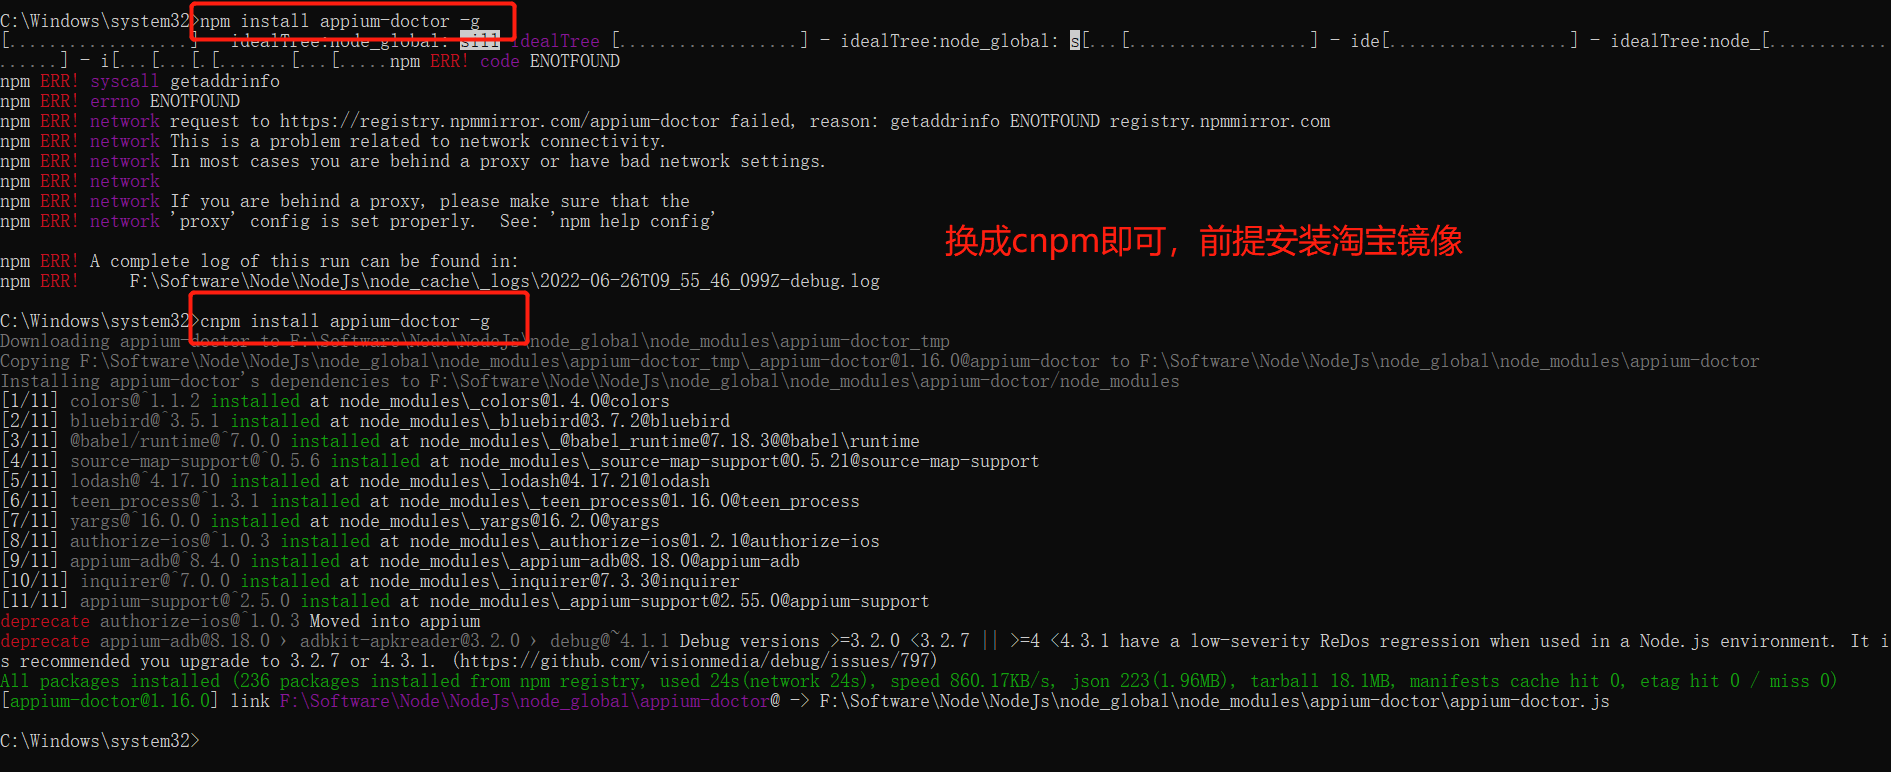 C:\Windows\system32>npm install appium-doctor -g
[..................] - idealTree:node_global: sill idealTree [..................] - idealTree:node_global: s[...[..................] - ide[..................] - idealTree:node_[............
......] - i[...[...[.[.......[...[.....npm ERR! code ENOTFOUND
npm ERR! syscall getaddrinfo
npm ERR! errno ENOTFOUND
npm ERR! network request to https://registry.npmmirror.com/appium-doctor failed, reason: getaddrinfo ENOTFOUND registry.npmmirror.com
npm ERR! network This is a problem related to network connectivity.
npm ERR! network In most cases you are behind a proxy or have bad network settings.
npm ERR! network
npm ERR! network If you are behind a proxy, please make sure that the
npm ERR! network 'proxy' config is set properly.  See: 'npm help config'
换成cnpm即可，前提安装淘宝镜像
npm ERR! A complete log of this run can be found in:
npm ERR!     F:\Software\Node\NodeJs\node_cache\_logs\2022-06-26T09_55_46_099Z-debug.log
C:\Windows\system32>cnpm install appium-doctor -g
Downloading appium-doctor to F:\Software\Node\NodeJs\node_global\node_modules\appium-doctor_tmp
Copying F:\Software\Node\NodeJs\node_global\node_modules\appium-doctor_tmp\_appium-doctor@1.16.0@appium-doctor to F:\Software\Node\NodeJs\node_global\node_modules\appium-doctor
Installing appium-doctor's dependencies to F:\Software\Node\NodeJs\node_global\node_modules\appium-doctor/node_modules
[1/11] colors@^1.1.2 installed at node_modules\_colors@1.4.0@colors
[2/11] bluebird@^3.5.1 installed at node_modules\_bluebird@3.7.2@bluebird
[3/11] @babel/runtime@^7.0.0 installed at node_modules\_@babel_runtime@7.18.3@@babel\runtime
[4/11] source-map-support@^0.5.6 installed at node_modules\_source-map-support@0.5.21@source-map-support
[5/11] lodash@^4.17.10 installed at node_modules\_lodash@4.17.21@lodash
[6/11] teen_process@^1.3.1 installed at node_modules\_teen_process@1.16.0@teen_process
[7/11] yargs@^16.0.0 installed at node_modules\_yargs@16.2.0@yargs
[8/11] authorize-ios@^1.0.3 installed at node_modules\_authorize-ios@1.2.1@authorize-ios
[9/11] appium-adb@^8.4.0 installed at node_modules\_appium-adb@8.18.0@appium-adb
[10/11] inquirer@^7.0.0 installed at node_modules\_inquirer@7.3.3@inquirer
[11/11] appium-support@^2.5.0 installed at node_modules\_appium-support@2.55.0@appium-support
deprecate authorize-ios@^1.0.3 Moved into appium
deprecate appium-adb@8.18.0 › adbkit-apkreader@3.2.0 › debug@~4.1.1 Debug versions >=3.2.0 <3.2.7 || >=4 <4.3.1 have a low-severity ReDos regression when used in a Node.js environment. It i
s recommended you upgrade to 3.2.7 or 4.3.1. (https://github.com/visionmedia/debug/issues/797)
All packages installed (236 packages installed from npm registry, used 24s(network 24s), speed 860.17KB/s, json 223(1.96MB), tarball 18.1MB, manifests cache hit 0, etag hit 0 / miss 0)
[appium-doctor@1.16.0] link F:\Software\Node\NodeJs\node_global\appium-doctor@ -> F:\Software\Node\NodeJs\node_global\node_modules\appium-doctor\appium-doctor.js
C:\Windows\system32>